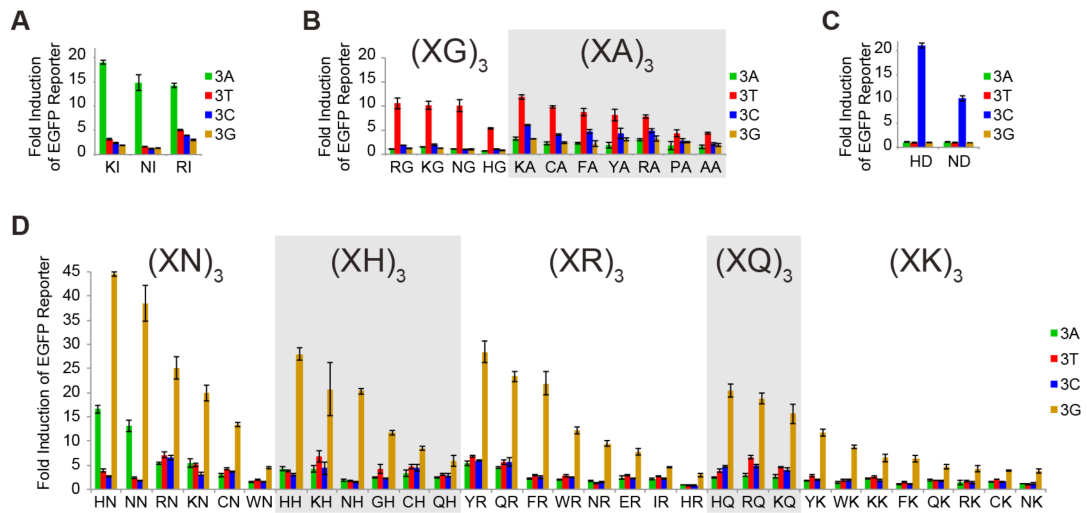 A
Fold Induction
of EGFP Reporter
20
15
10
5
0
KI NI RI
3A
3T
3C
3G
B
(XG)3 (XA)3
Fold Induction
of EGFP Reporter
20
15
10
5
0
RG KG NG HG KA CA FA YA RA PA AA
3A
3T
3C
3G
C
Fold Induction
of EGFP Reporter
20
15
10
5
0
HD ND
3A
3T
3C
3G
D
(XN)3 (XH)3 (XR)3 (XQ)3 (XK)3
Fold Induction of EGFP Reporter
45
40
35
30
25
20
15
10
5
0
HN NN RN KN CN WN HH KH NH GH CH QH YR QR FR WR NR ER IR HR HQ RQ KQ YK WK KK FK QK RK CK NK
3A
3T
3C
3G